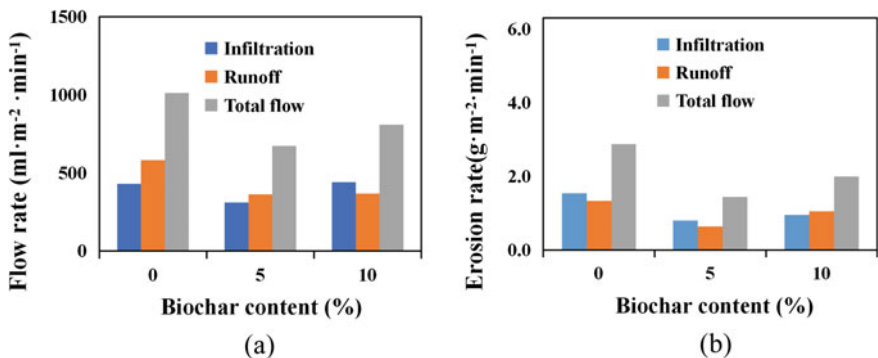 1500
1000
500
0
Flow rate (ml·m⁻² ·min⁻¹)
Infiltration
Runoff
Total flow
0 5 10
Biochar content (%)
(a)
6.0
4.0
2.0
0.0
Erosion rate(g·m⁻²·min⁻¹)
Infiltration
Runoff
Total flow
0 5 10
Biochar content (%)
(b)